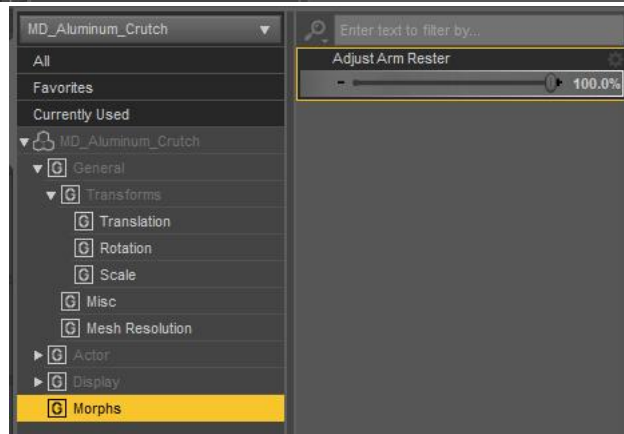 MD_Aluminum_Crutch
Enter text to filter by...
All
Favorites
Currently Used
MD_Aluminum_Crutch
G General
G Transforms
G Translation
G Rotation
G Scale
G Misc
G Mesh Resolution
G Actor
G Display
G Morphs
Adjust Arm Rester
- + 100.0%